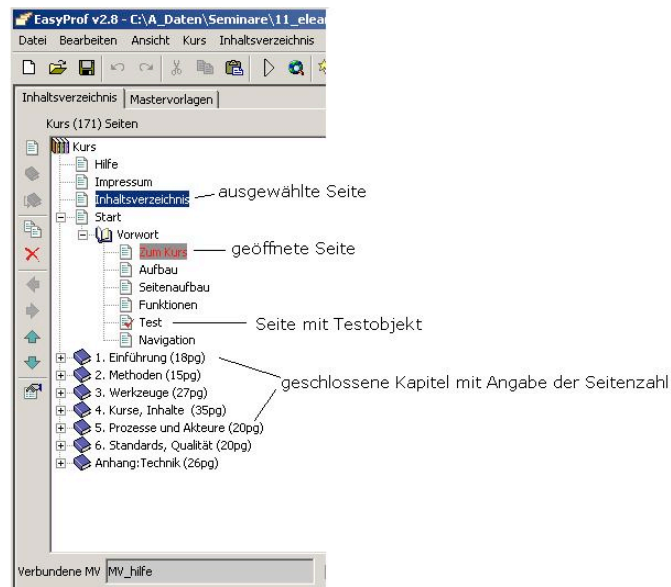 EasyProf v2.8 - C:\A_Daten\Seminare\11_elear
Datei Bearbeiten Ansicht Kurs Inhaltsverzeichnis
Inhaltsverzeichnis Mastervorlagen
Kurs (171) Seiten
Kurs
Hilfe
Impressum
Inhaltsverzeichnis ausgewählte Seite
Start
Vorwort
Zum Kurs geöffnete Seite
Aufbau
Seitenaufbau
Funktionen
Test Seite mit Testobjekt
Navigation
1. Einführung (18pg)
2. Methoden (15pg)
geschlossene Kapitel mit Angabe der Seitenzahl
3. Werkzeuge (27pg)
4. Kurse, Inhalte (35pg)
5. Prozesse und Akteure (20pg)
6. Standards, Qualität (20pg)
Anhang:Technik (26pg)
Verbundene MV MV_hilfe